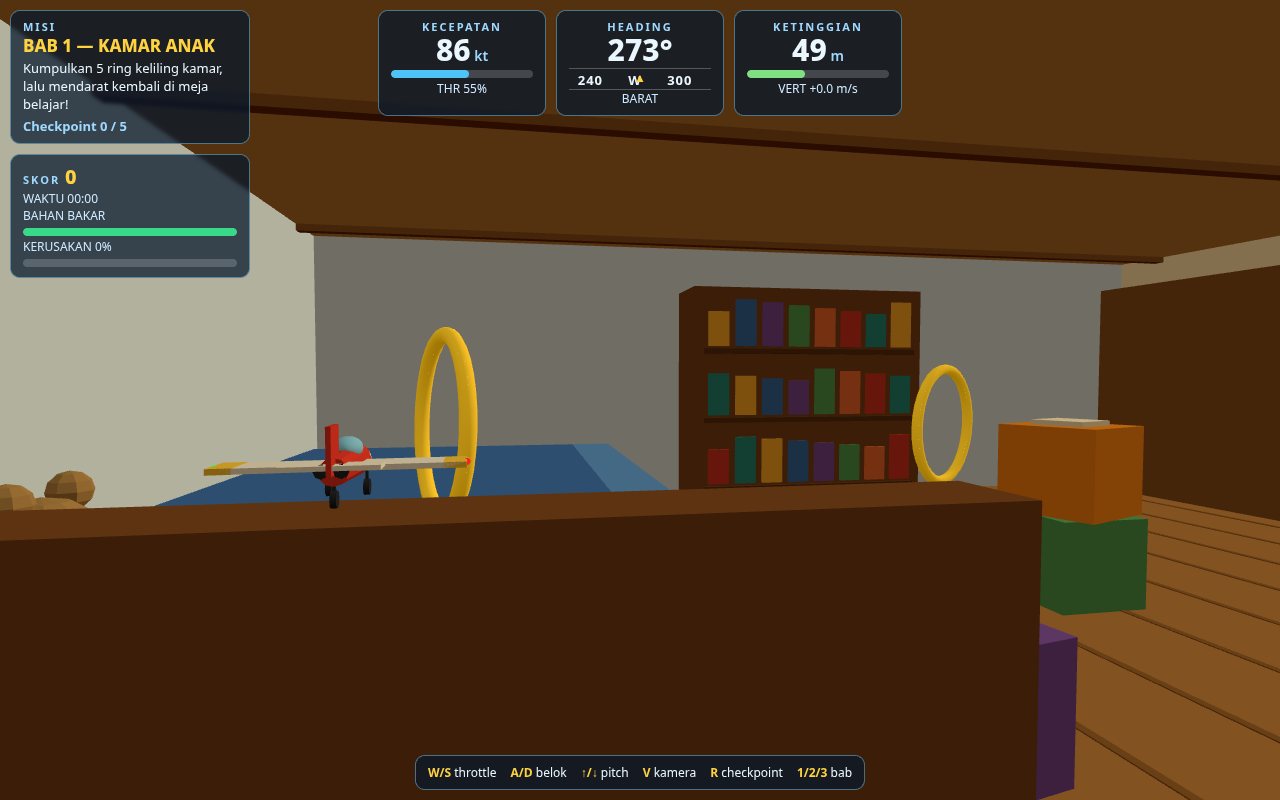 MISI
BAB 1 — KAMAR ANAK
Kumpulkan 5 ring keliling kamar,
lalu mendarat kembali di meja
belajar!
Checkpoint 0 / 5
SKOR 0
WAKTU 00:00
BAHAN BAKAR
KERUSAKAN 0%
KECEPATAN
86 kt
THR 55%
HEADING
273°
240 W 300
BARAT
KETINGGIAN
49 m
VERT +0.0 m/s
W/S throttle A/D belok ↑/↓ pitch V kamera R checkpoint 1/2/3 bab